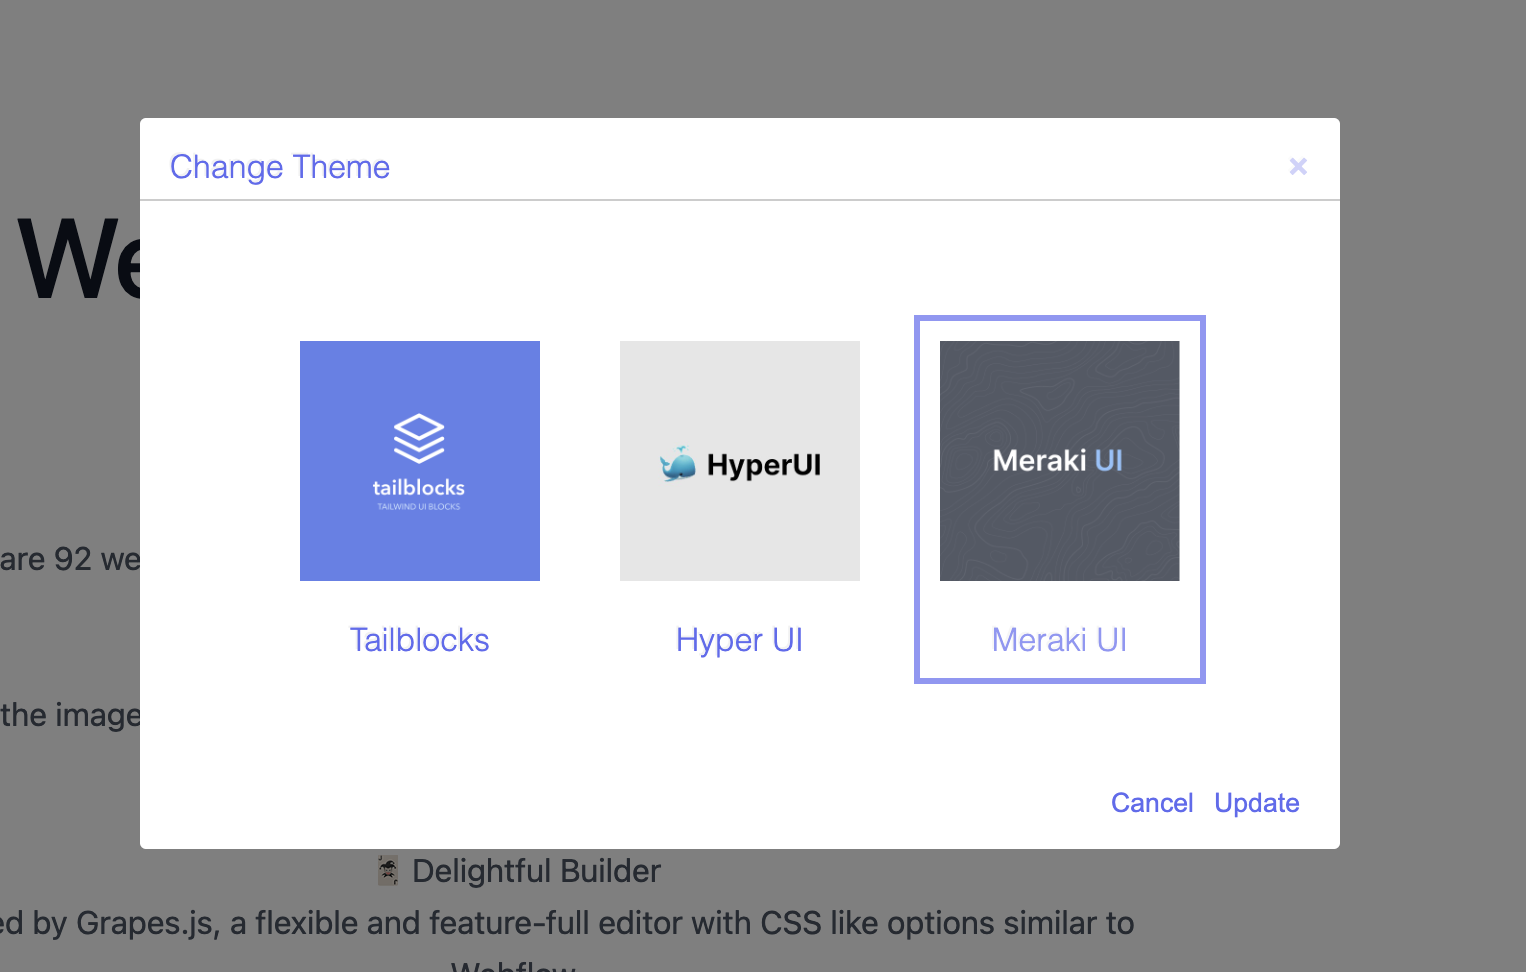 Change Theme
×
We
tailblocks
TAILWIND UI BLOCKS
HyperUI
Meraki UI
are 92 we
Tailblocks
Hyper UI
Meraki UI
the image
Cancel Update
Delightful Builder
ed by Grapes.js, a flexible and feature-full editor with CSS like options similar to
Webflow